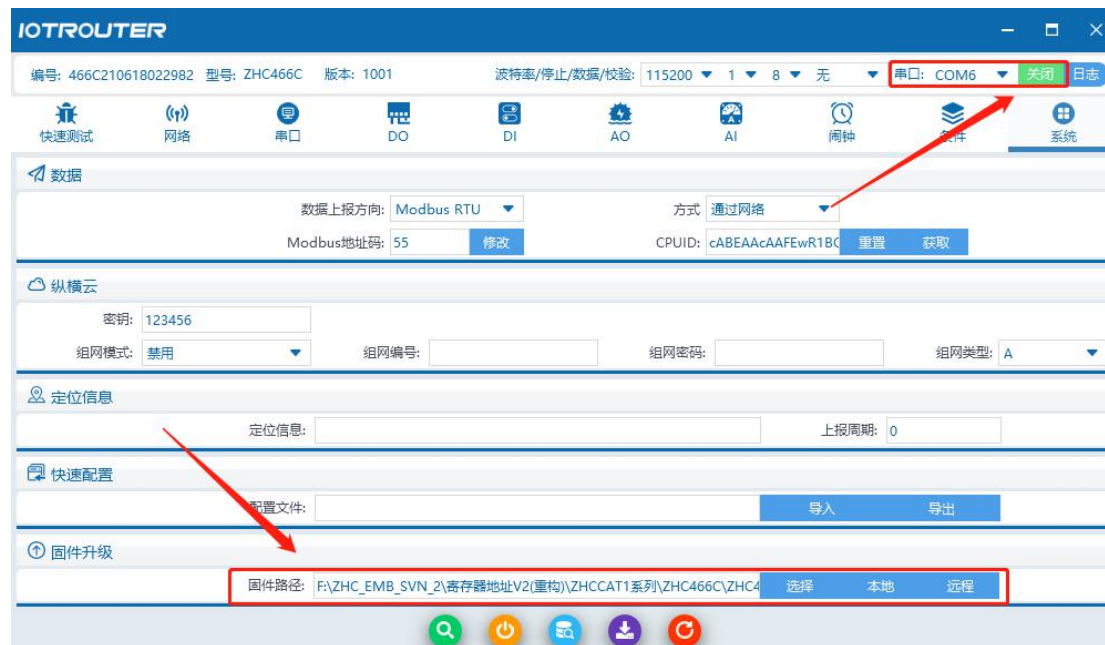 IOTROUTER
编号: 466C210618022982 型号: ZHC466C 版本: 1001 波特率/停止/数据/校验: 115200 1 8 无 串口: COM6 关闭 日志
快速测试 网络 串口 DO DI AO AI 闹钟 条件 系统
数据
数据上报方向: Modbus RTU 方式 通过网络
Modbus地址码: 55 修改 CPUID: cABEAAcAAFEwR1BC 重置 获取
纵横云
密钥: 123456
组网模式: 禁用 组网编号: 组网密码: 组网类型: A
定位信息
定位信息: 上报周期: 0
快速配置
配置文件: 导入 导出
固件升级
固件路径: F:\ZHC_EMB_SVN_2\寄存器地址V2(重构)\ZHCCAT1系列\ZHC466C\ZHC4 选择 本地 远程